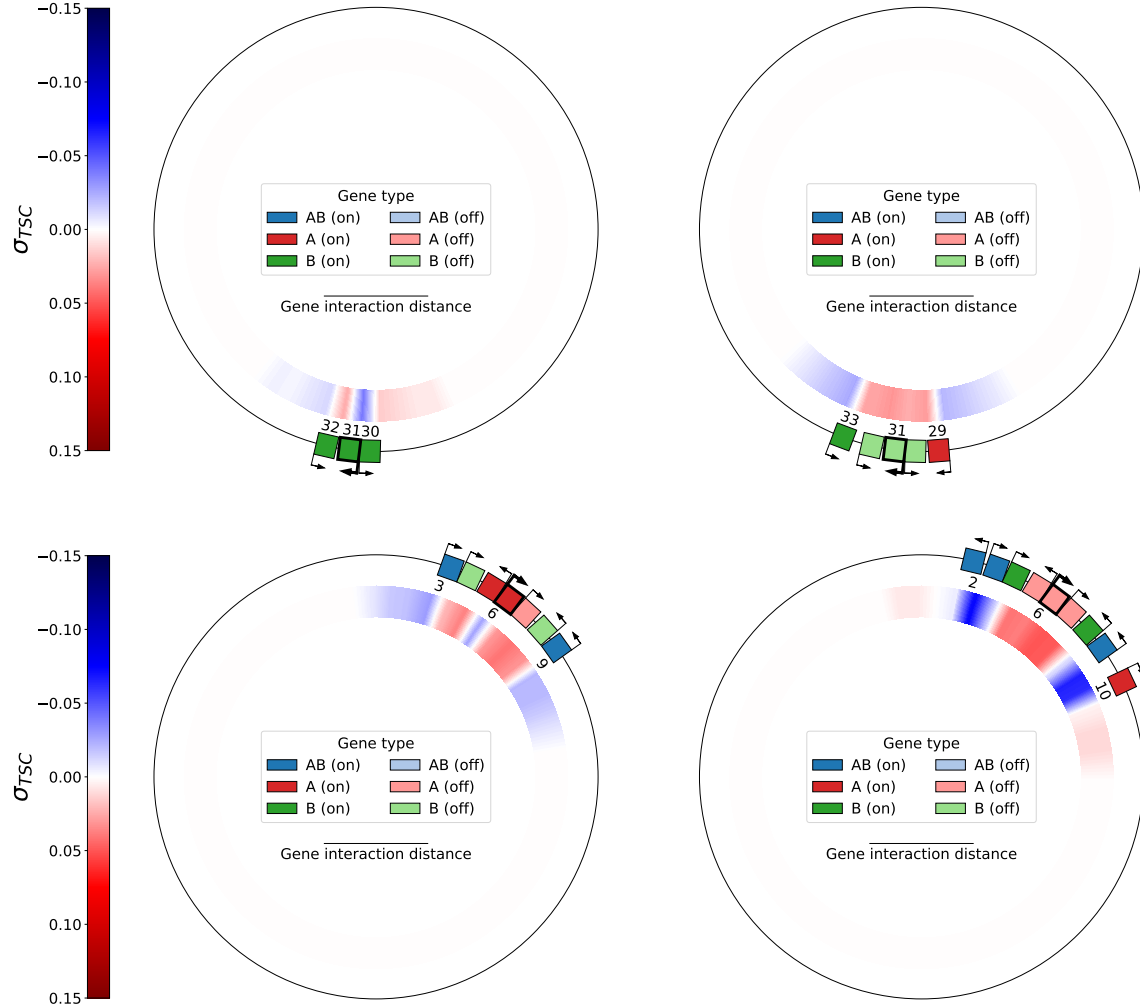 −0.15
−0.10
−0.05
0.00
0.05
0.10
0.15
σTSC
Gene type
AB (on) AB (off)
A (on) A (off)
B (on) B (off)
Gene interaction distance
32 31 30
Gene type
AB (on) AB (off)
A (on) A (off)
B (on) B (off)
Gene interaction distance
33 31 29
−0.15
−0.10
−0.05
0.00
0.05
0.10
0.15
σTSC
3 6 9
Gene type
AB (on) AB (off)
A (on) A (off)
B (on) B (off)
Gene interaction distance
2 6 10
Gene type
AB (on) AB (off)
A (on) A (off)
B (on) B (off)
Gene interaction distance